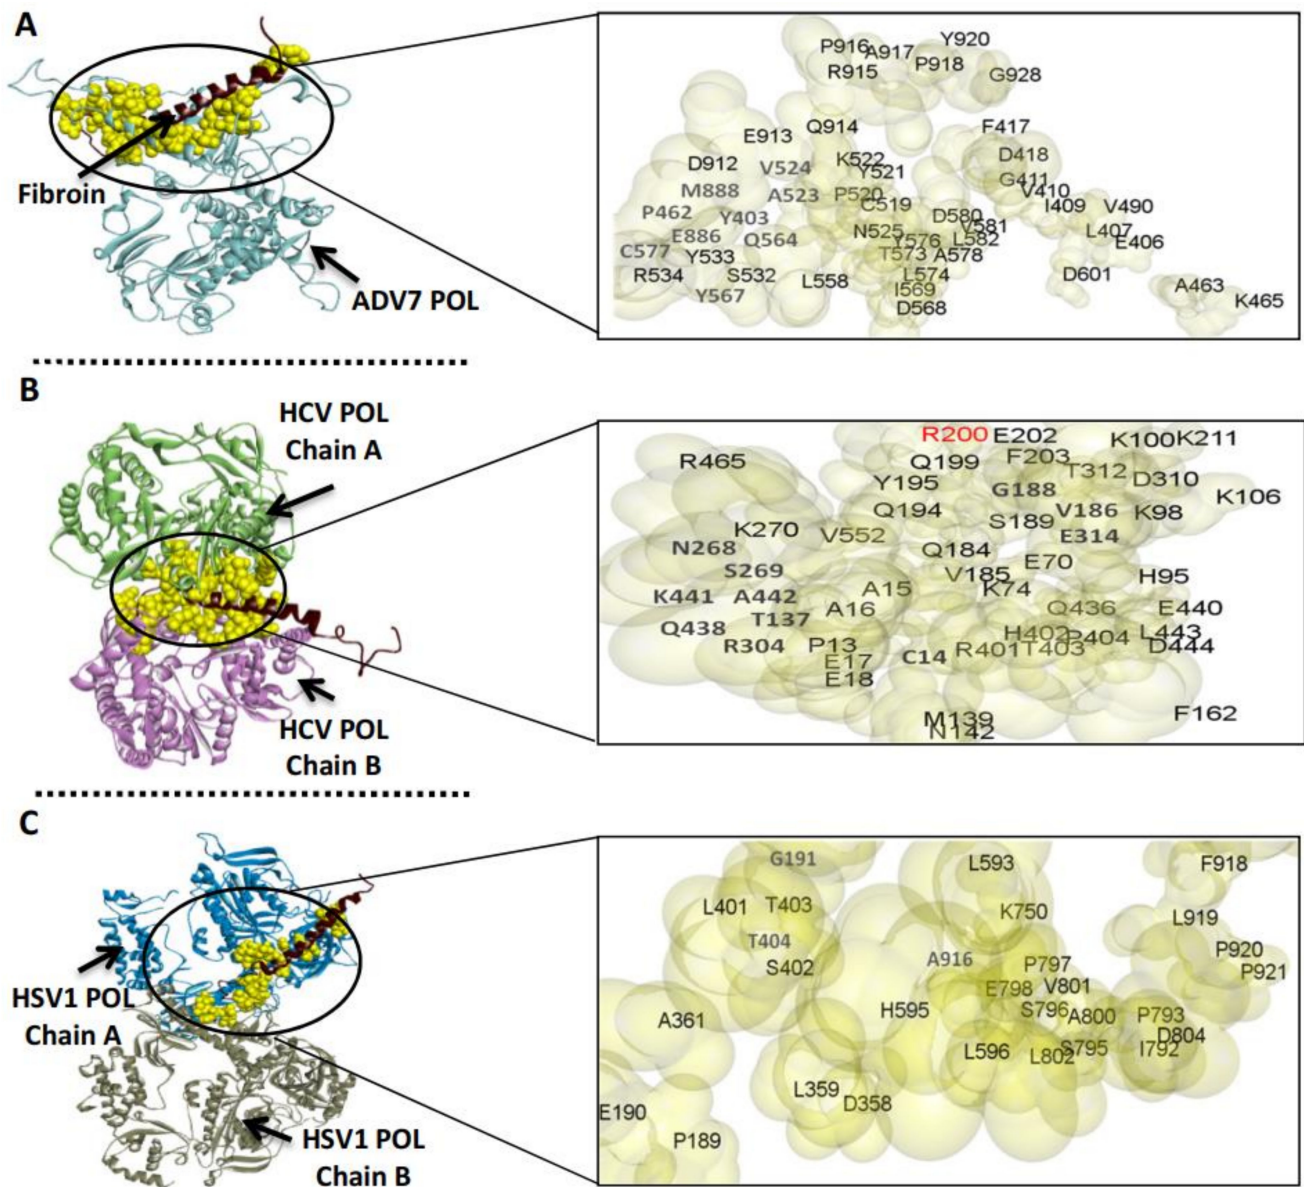 A
Fibroin
ADV7 POL
P916 A917 Y920
R915 P918 G928
E913 Q914 F417
D912 V524 K522 Y521 D418
M888 A523 P520 C519 G411 V410
P462 Y403 D580 I409 V490
E886 Q564 N525 Y576 V581 L582 L407 E406
C577 Y533 T573 A578
R534 S532 L558 L574 D601 A463
Y567 I569 K465
D568
B
HCV POL
Chain A
HCV POL
Chain B
R200 E202 K100 K211
R465 Q199 F203 T312 D310
Y195 G188 K106
Q194 S189 V186 K98
K270 V552 E314
N268 Q184 E70
S269 V185 H95
K441 A442 A15 K74
T137 A16 Q436 E440
Q438 H402 P404 L443
R304 P13 C14 R401 T403 D444
E17
E18
M139 F162
N142
C
HSV1 POL
Chain A
HSV1 POL
Chain B
G191 L593 F918
L401 T403 K750 L919
T404 A916 P920
S402 P797 P921
E798 V801
A361 H595 S796 A800 P793
D804
L596 L802 S795 I792
L359
D358
E190
P189